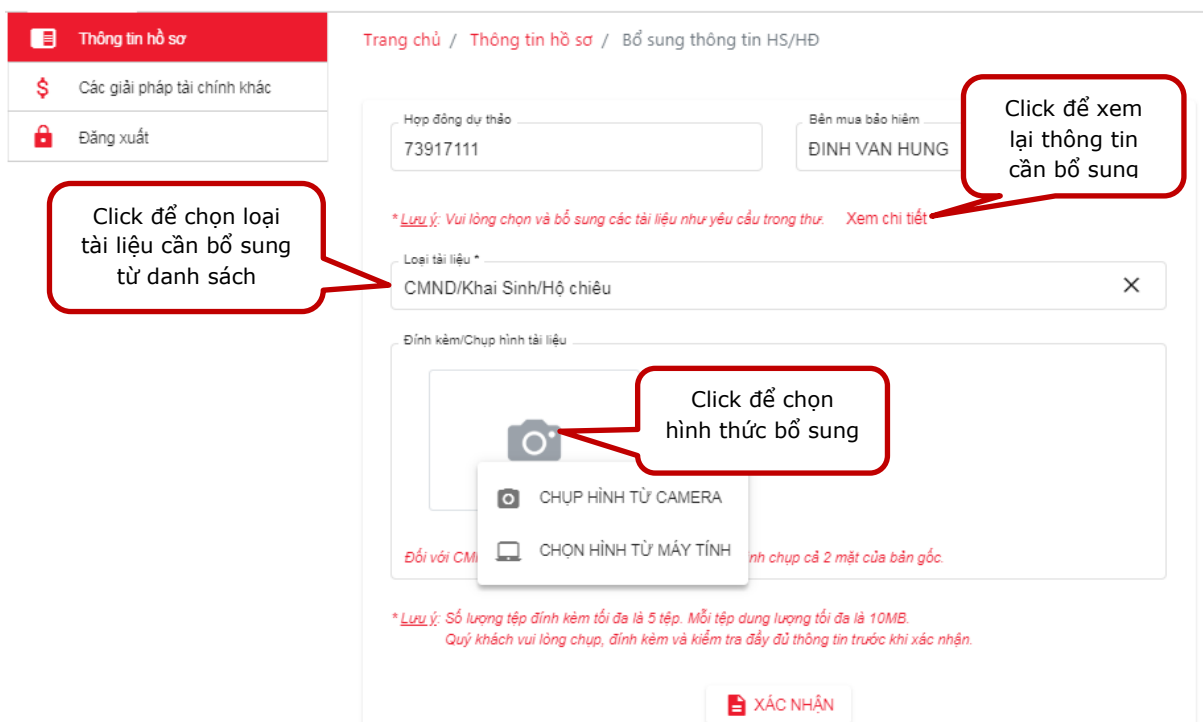 Thông tin hồ sơ
Các giải pháp tài chính khác
Đăng xuất
Trang chủ / Thông tin hồ sơ / Bổ sung thông tin HS/HĐ
Click để xem
lại thông tin
cần bổ sung
Hợp đồng dự thảo
73917111
Bên mua bảo hiểm
ĐINH VAN HUNG
Click để chọn loại
tài liệu cần bổ sung
từ danh sách
* Lưu ý: Vui lòng chọn và bổ sung các tài liệu như yêu cầu trong thư. Xem chi tiết
Loại tài liệu *
CMND/Khai Sinh/Hộ chiếu
Đính kèm/Chụp hình tài liệu
Click để chọn
hình thức bổ sung
CHỤP HÌNH TỪ CAMERA
CHỌN HÌNH TỪ MÁY TÍNH
Đối với CM nh chụp cả 2 mặt của bản gốc.
* Lưu ý: Số lượng tệp đính kèm tối đa là 5 tệp. Mỗi tệp dung lượng tối đa là 10MB.
Quý khách vui lòng chụp, đính kèm và kiểm tra đầy đủ thông tin trước khi xác nhận.
XÁC NHẬN